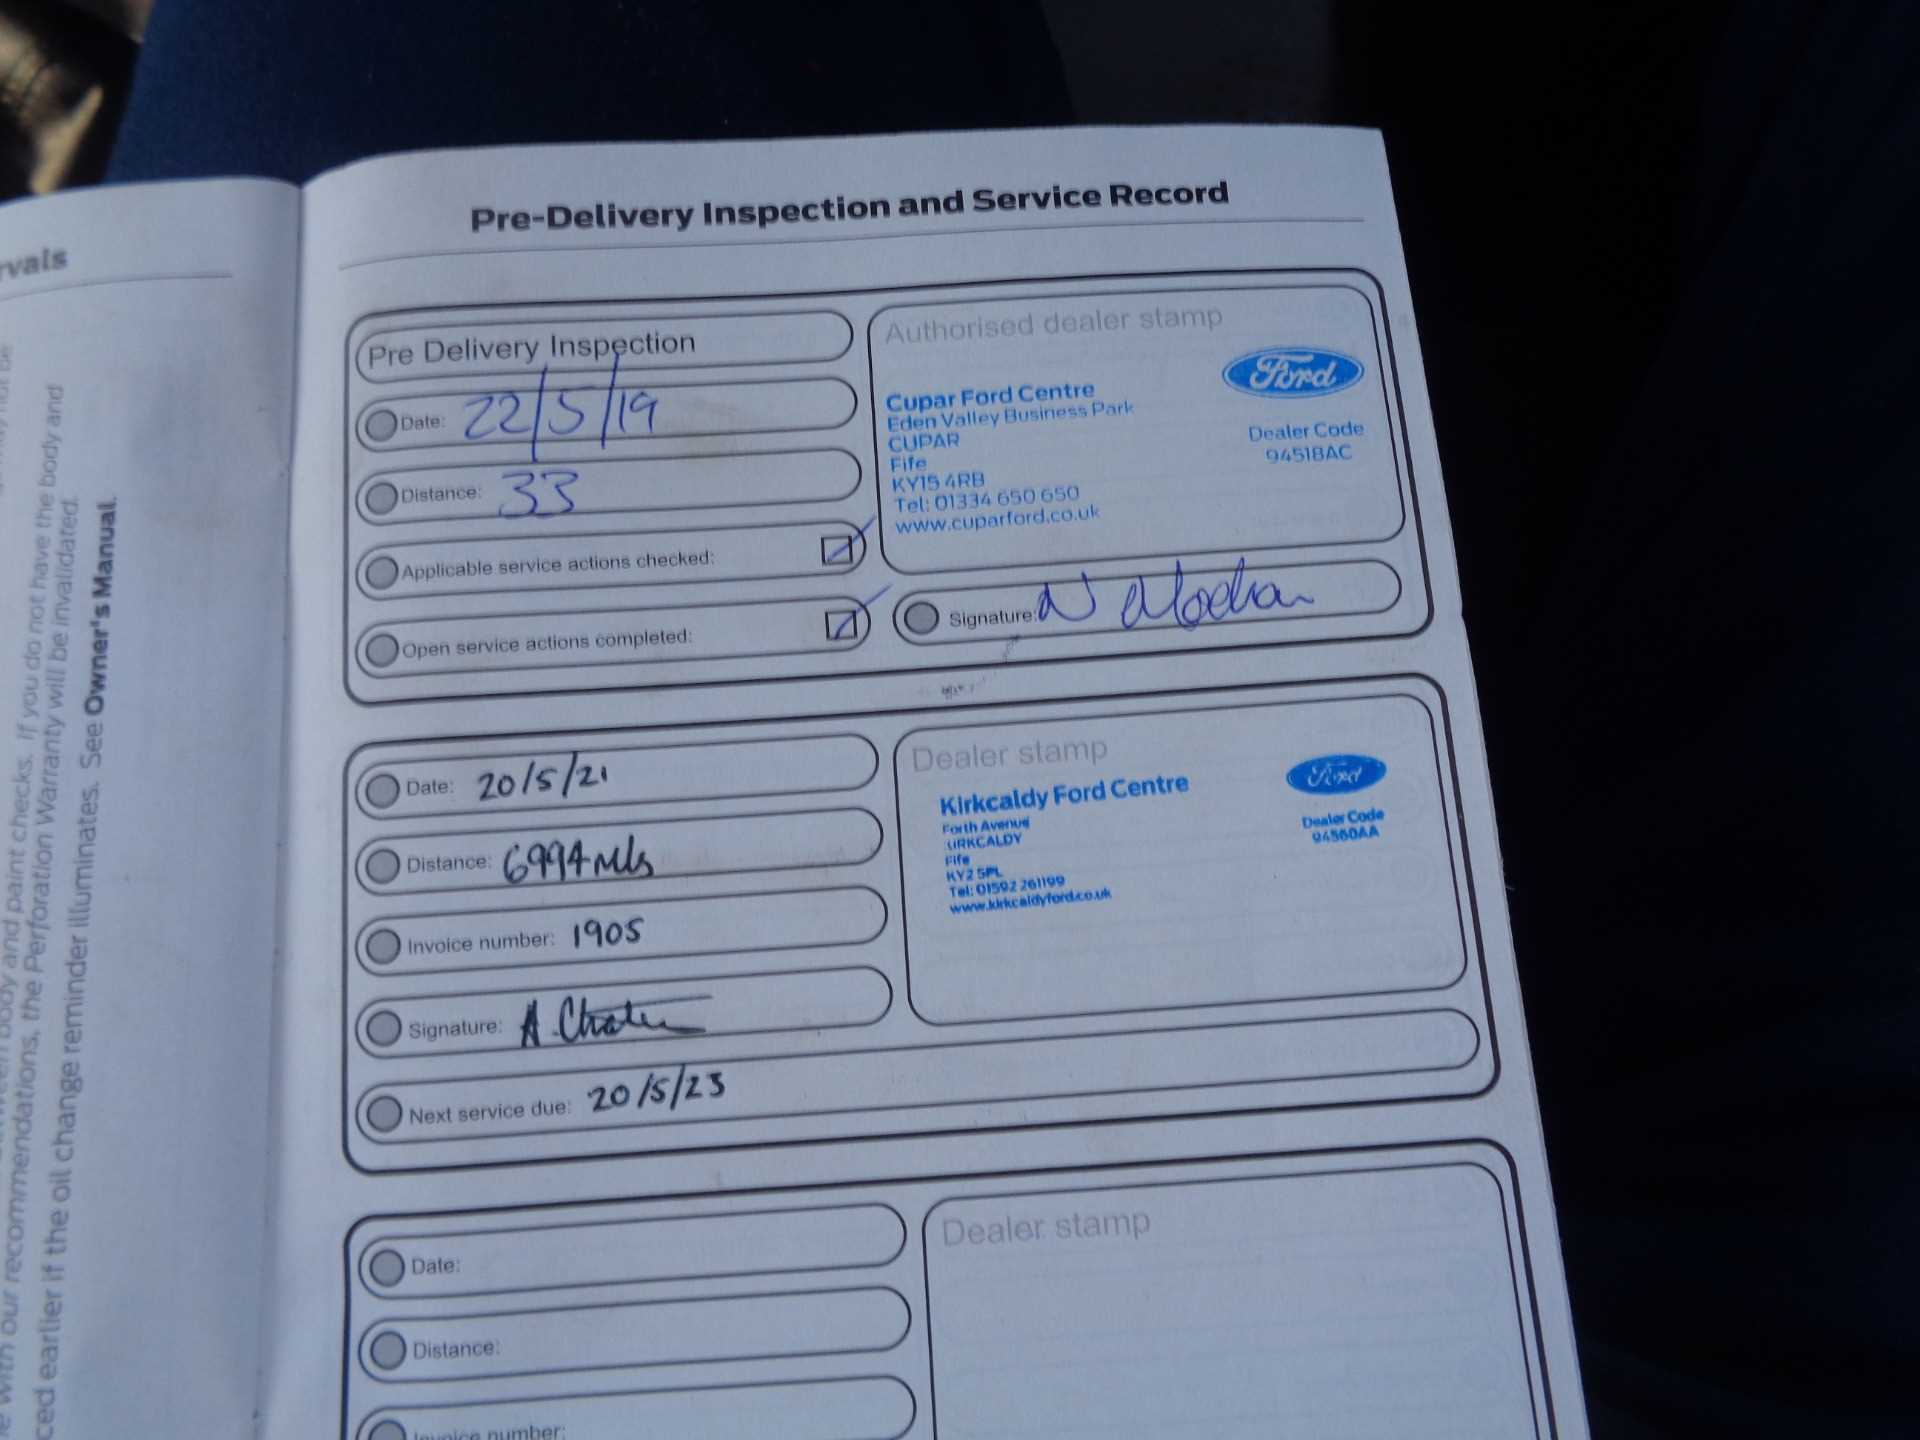 rvals
body and paint checks. If you do not have the body and
with our recommendations, the Perforation Warranty will be invalidated.
ced earlier if the oil change reminder illuminates. See Owner's Manual.
Pre-Delivery Inspection and Service Record
Pre Delivery Inspection
Date: 22/5/19
Distance: 33
Applicable service actions checked:
Open service actions completed:
Authorised dealer stamp
Ford
Cupar Ford Centre
Eden Valley Business Park
CUPAR
Fife
KY15 4RB
Tel: 01334 650 650
www.cuparford.co.uk
Dealer Code
94518AC
Signature: N
Date: 20/5/21
Distance: 6994 mls
Invoice number: 1905
Signature: A.
Next service due: 20/5/23
Dealer stamp
Kirkcaldy Ford Centre
Forth Avenue
KIRKCALDY
Fife
KY2 5PL
Tel: 01592 261199
www.kirkcaldyford.co.uk
Ford
Dealer Code
94560AA
Date:
Distance:
Invoice number:
Dealer stamp